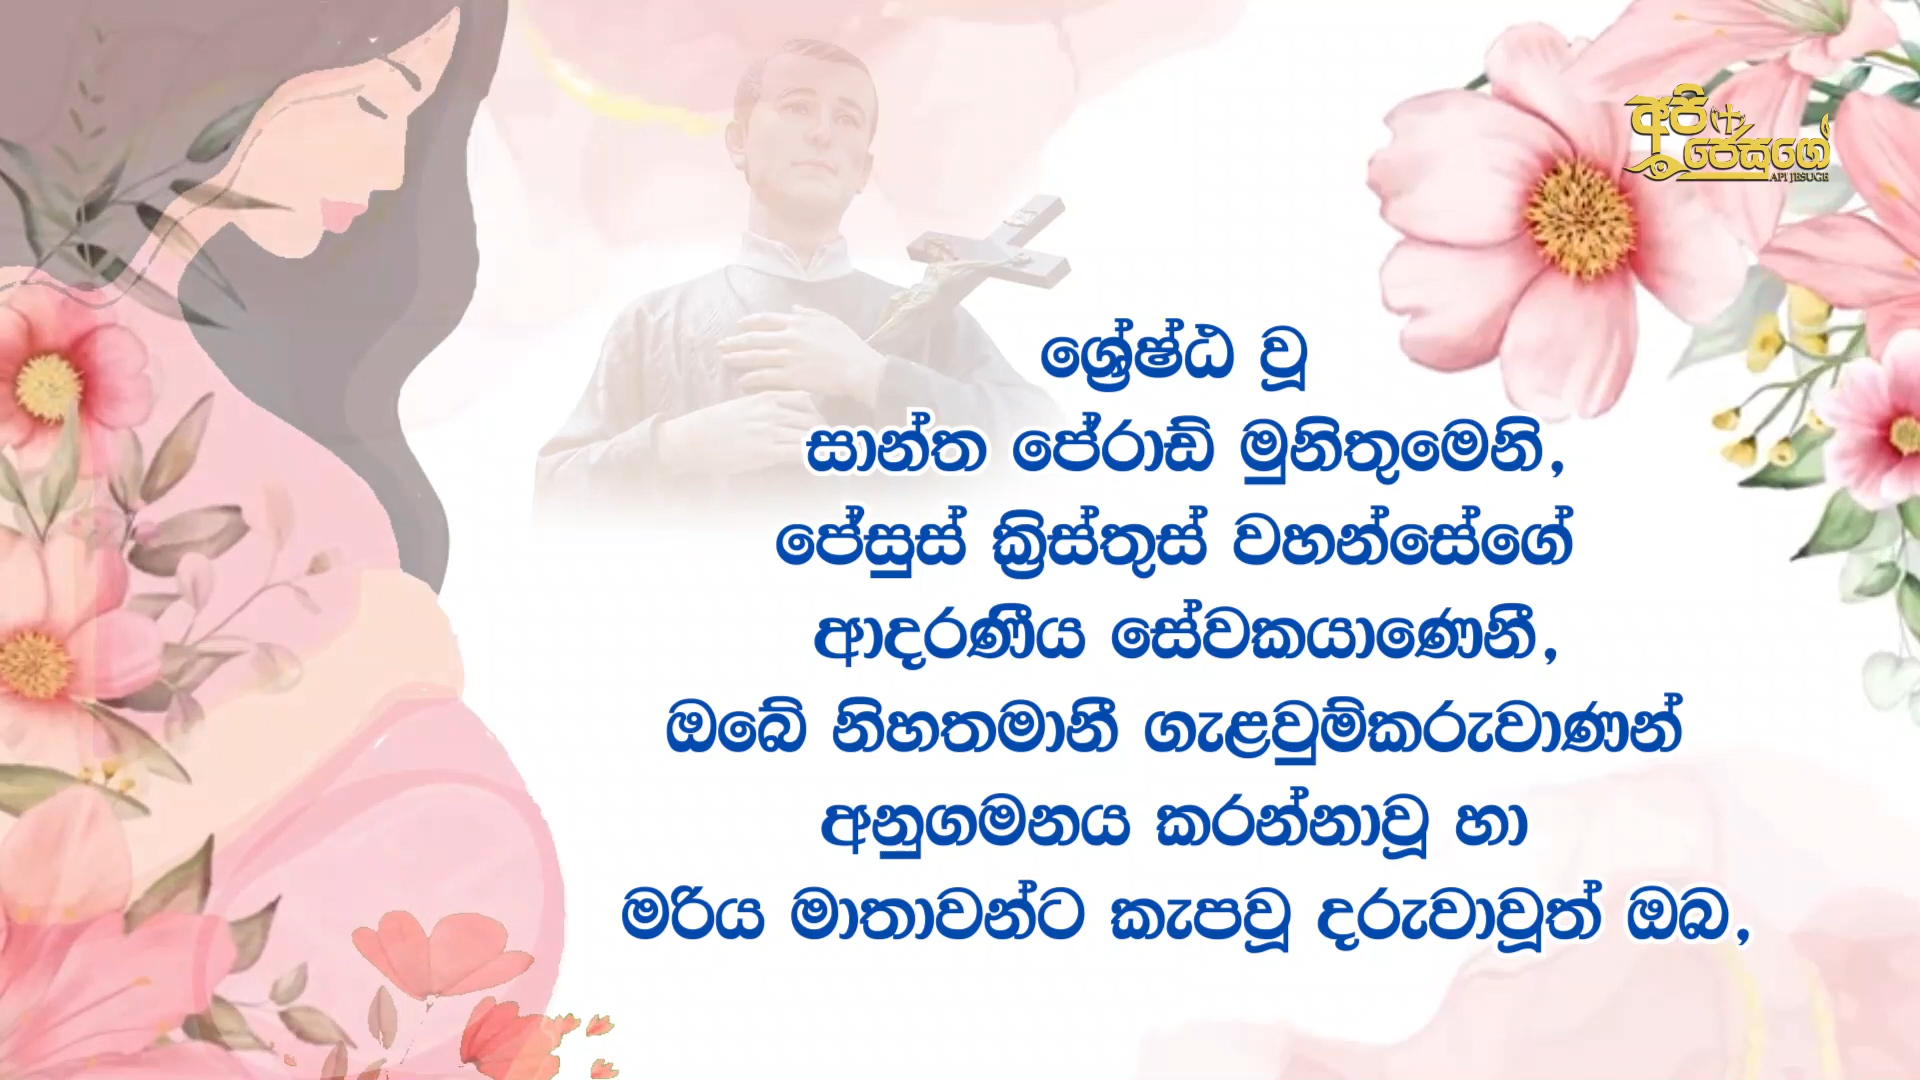 අපි
ජේසුගේ
API JESUGE
ශ්‍රේෂ්ඨ වූ
සාන්ත ජේරාඩ් මුනිතුමෙනි,
ජේසුස් ක්‍රිස්තුස් වහන්සේගේ
ආදරණීය සේවකයාණෙනී,
ඔබේ නිහතමානී ගැළවුම්කරුවාණන්
අනුගමනය කරන්නාවූ හා
මරිය මාතාවන්ට කැපවූ දරුවාවූත් ඔබ,